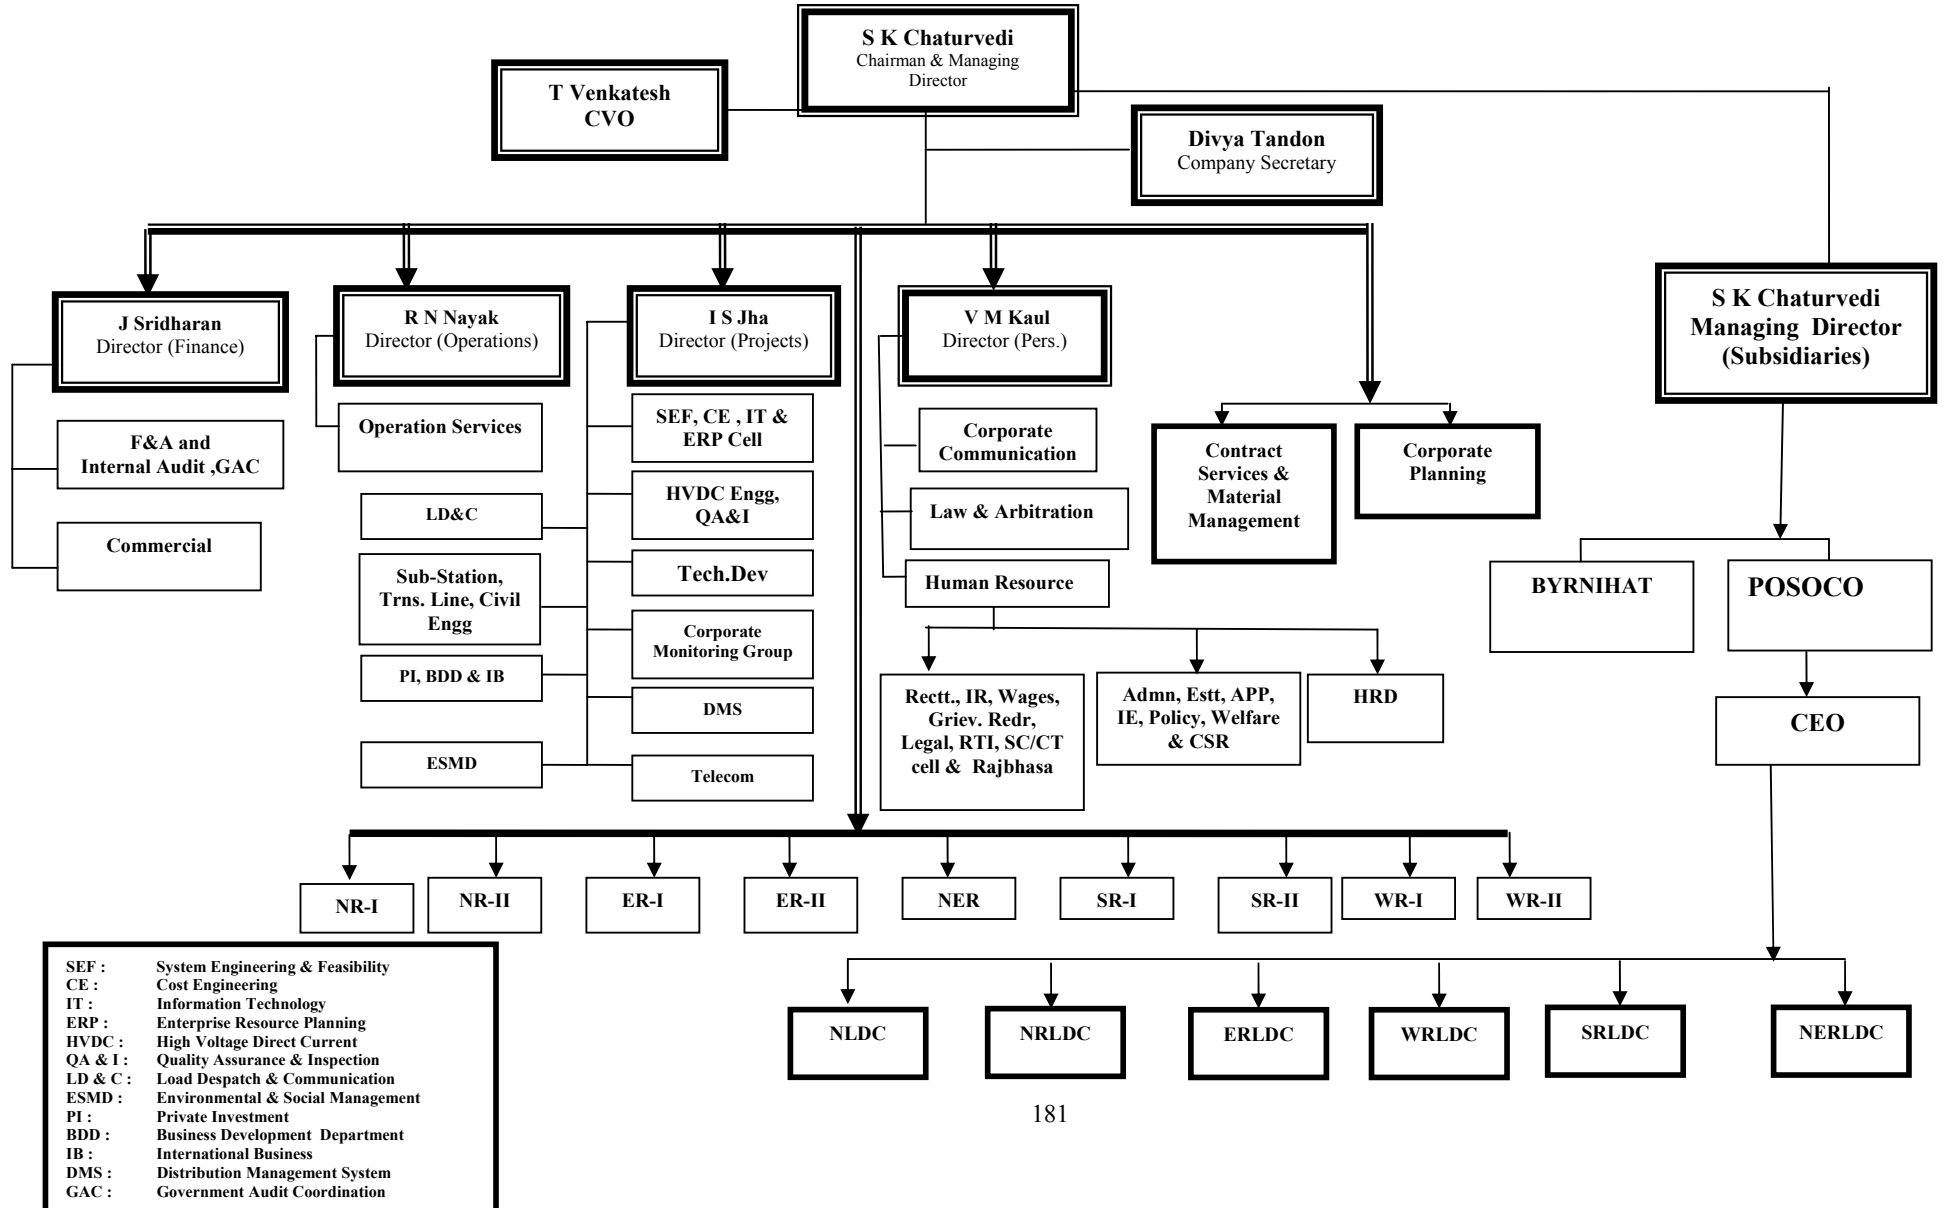 S K Chaturvedi
Chairman & Managing
Director
T Venkatesh
CVO
Divya Tandon
Company Secretary
J Sridharan
Director (Finance)
R N Nayak
Director (Operations)
I S Jha
Director (Projects)
V M Kaul
Director (Pers.)
S K Chaturvedi
Managing Director
(Subsidiaries)
F&A and
Internal Audit ,GAC
Commercial
Operation Services
SEF, CE , IT &
ERP Cell
HVDC Engg,
QA&I
LD&C
Tech.Dev
Sub-Station,
Trns. Line, Civil
Engg
Corporate
Monitoring Group
PI, BDD & IB
DMS
ESMD
Telecom
Corporate
Communication
Law & Arbitration
Human Resource
Rectt., IR, Wages,
Griev. Redr,
Legal, RTI, SC/CT
cell & Rajbhasa
Admn, Estt, APP,
IE, Policy, Welfare
& CSR
HRD
Contract
Services &
Material
Management
Corporate
Planning
BYRNIHAT
POSOCO
CEO
NR-I
NR-II
ER-I
ER-II
NER
SR-I
SR-II
WR-I
WR-II
NLDC
NRLDC
ERLDC
WRLDC
SRLDC
NERLDC
SEF : System Engineering & Feasibility
CE : Cost Engineering
IT : Information Technology
ERP : Enterprise Resource Planning
HVDC : High Voltage Direct Current
QA & I : Quality Assurance & Inspection
LD & C : Load Despatch & Communication
ESMD : Environmental & Social Management
PI : Private Investment
BDD : Business Development Department
IB : International Business
DMS : Distribution Management System
GAC : Government Audit Coordination
181